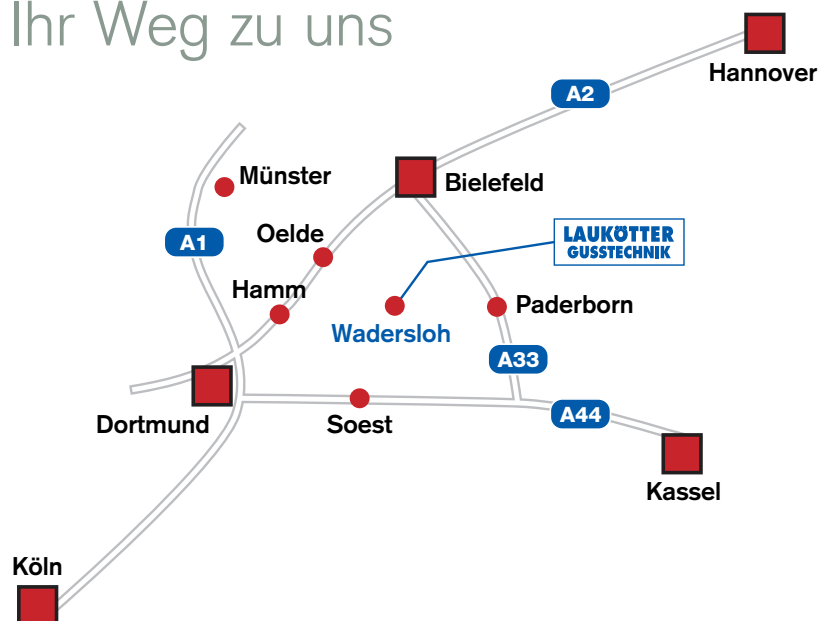 Ihr Weg zu uns
Hannover
A2
Münster
Bielefeld
A1
Oelde
LAUKÖTTER
GUSSTECHNIK
Hamm
Paderborn
Wadersloh
A33
Dortmund
Soest
A44
Kassel
Köln